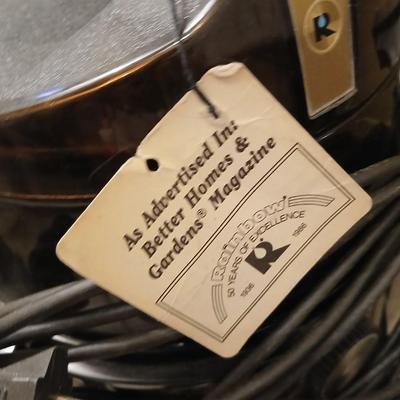 As Advertised In:
Better Homes &
Gardens® Magazine
Rainbow®
50 YEARS OF EXCELLENCE
1936 R 1986
R